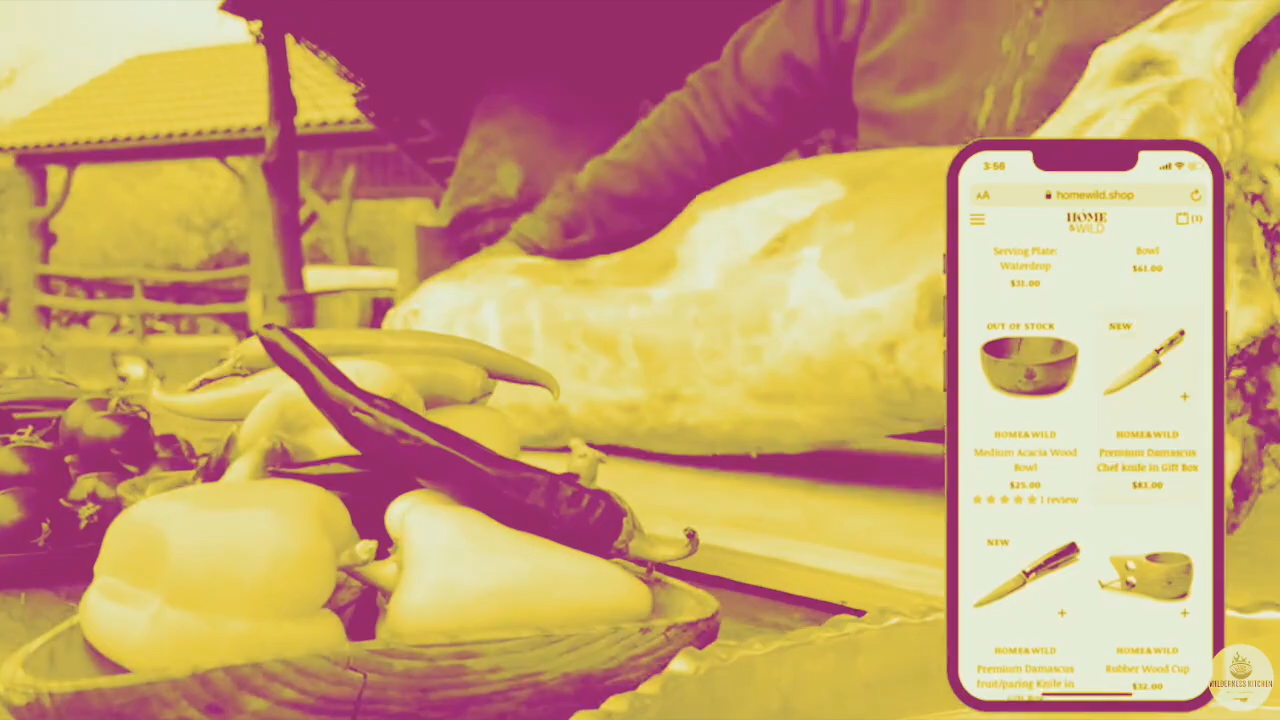 3:56
AA
homewild.shop
HOME
&WILD
(1)
Serving Plate:
Waterdrop
$31.00
Bowl
$61.00
OUT OF STOCK
HOME&WILD
Medium Acacia Wood
Bowl
$25.00
1 review
NEW
HOME&WILD
Premium Damascus
Chef knife in Gift Box
$83.00
NEW
HOME&WILD
Premium Damascus
fruit/paring Knife in
Gift Box
HOME&WILD
Rubber Wood Cup
$32.00
WILDERNESS KITCHEN